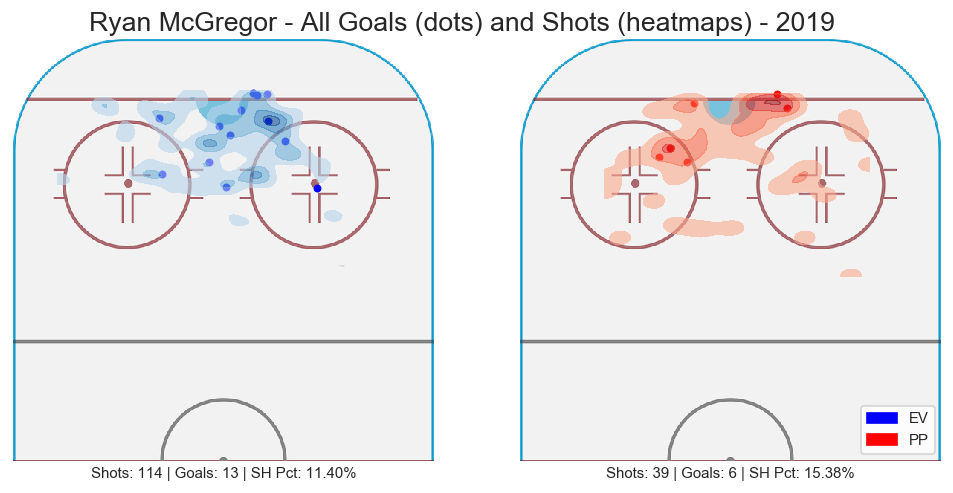 Ryan McGregor - All Goals (dots) and Shots (heatmaps) - 2019
EV
PP
Shots: 114 | Goals: 13 | SH Pct: 11.40%
Shots: 39 | Goals: 6 | SH Pct: 15.38%